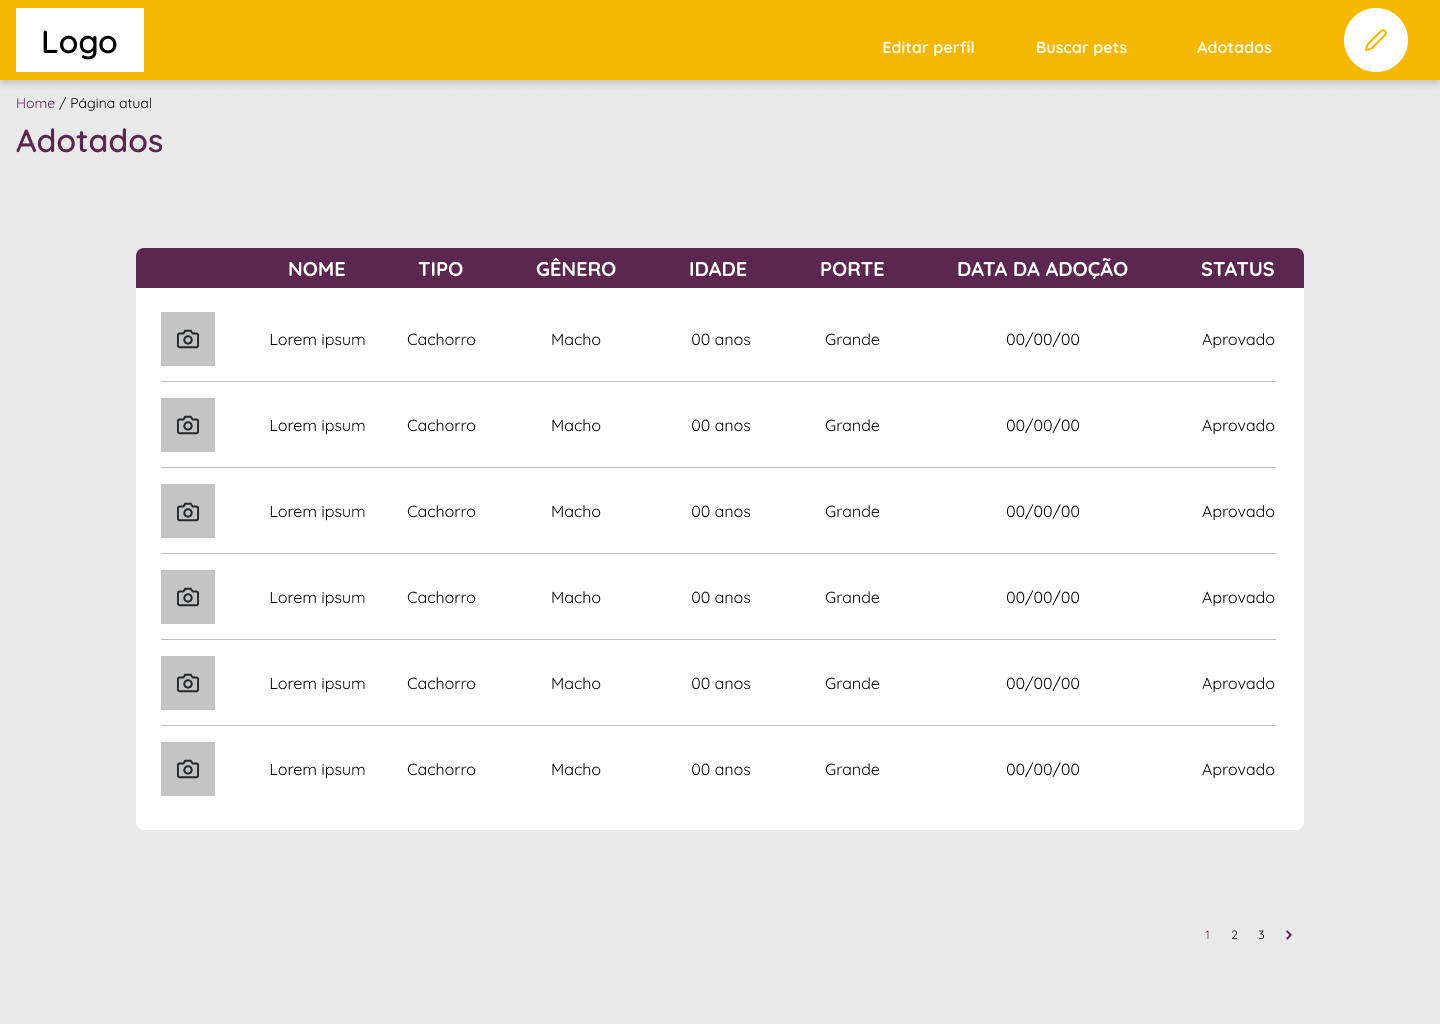 Logo
Editar perfil Buscar pets Adotados
Home / Página atual
Adotados
NOME TIPO GÊNERO IDADE PORTE DATA DA ADOÇÃO STATUS
Lorem ipsum Cachorro Macho 00 anos Grande 00/00/00 Aprovado
Lorem ipsum Cachorro Macho 00 anos Grande 00/00/00 Aprovado
Lorem ipsum Cachorro Macho 00 anos Grande 00/00/00 Aprovado
Lorem ipsum Cachorro Macho 00 anos Grande 00/00/00 Aprovado
Lorem ipsum Cachorro Macho 00 anos Grande 00/00/00 Aprovado
Lorem ipsum Cachorro Macho 00 anos Grande 00/00/00 Aprovado
1 2 3